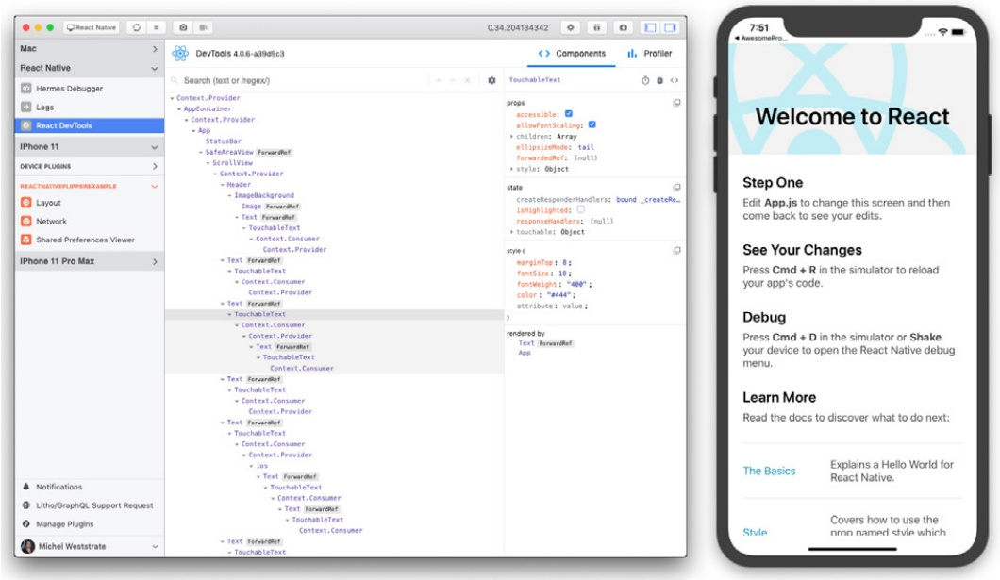 React Native
0.34.204134342
Mac
React Native
Hermes Debugger
Logs
React DevTools
IPhone 11
DEVICE PLUGINS
REACTNATIVEFLIPPEREXAMPLE
Layout
Network
Shared Preferences Viewer
IPhone 11 Pro Max
Notifications
Litho/GraphQL Support Request
Manage Plugins
Michel Weststrate
DevTools 4.0.6-a39d9c3
Components
Profiler
Search (text or /regex/)
Context.Provider
AppContainer
Context.Provider
App
StatusBar
SafeAreaView ForwardRef
ScrollView
Context.Provider
Header
ImageBackground
Image ForwardRef
Text ForwardRef
TouchableText
Context.Consumer
Context.Provider
Text ForwardRef
TouchableText
Context.Consumer
Context.Provider
Text ForwardRef
TouchableText
Context.Consumer
Context.Provider
Text ForwardRef
TouchableText
Context.Consumer
Text ForwardRef
TouchableText
Context.Consumer
Context.Provider
Text ForwardRef
TouchableText
Context.Consumer
Context.Provider
ios
Text ForwardRef
TouchableText
Context.Consumer
Text ForwardRef
TouchableText
Context.Consumer
Text ForwardRef
TouchableText
TouchableText
props
accessible:
allowFontScaling:
children: Array
ellipsizeMode: tail
forwardedRef: (null)
style: Object
state
createResponderHandlers: bound _createRe…
isHighlighted:
responseHandlers: (null)
touchable: Object
style {
marginTop: 8;
fontSize: 18;
fontWeight: "400";
color: "#444";
attribute: value;
}
rendered by
Text ForwardRef
App
7:51
AwesomePro...
Welcome to React
Step One
Edit App.js to change this screen and then
come back to see your edits.
See Your Changes
Press Cmd + R in the simulator to reload
your app's code.
Debug
Press Cmd + D in the simulator or Shake
your device to open the React Native debug
menu.
Learn More
Read the docs to discover what to do next:
The Basics
Explains a Hello World for
React Native.
Style
Covers how to use the
prop named style which